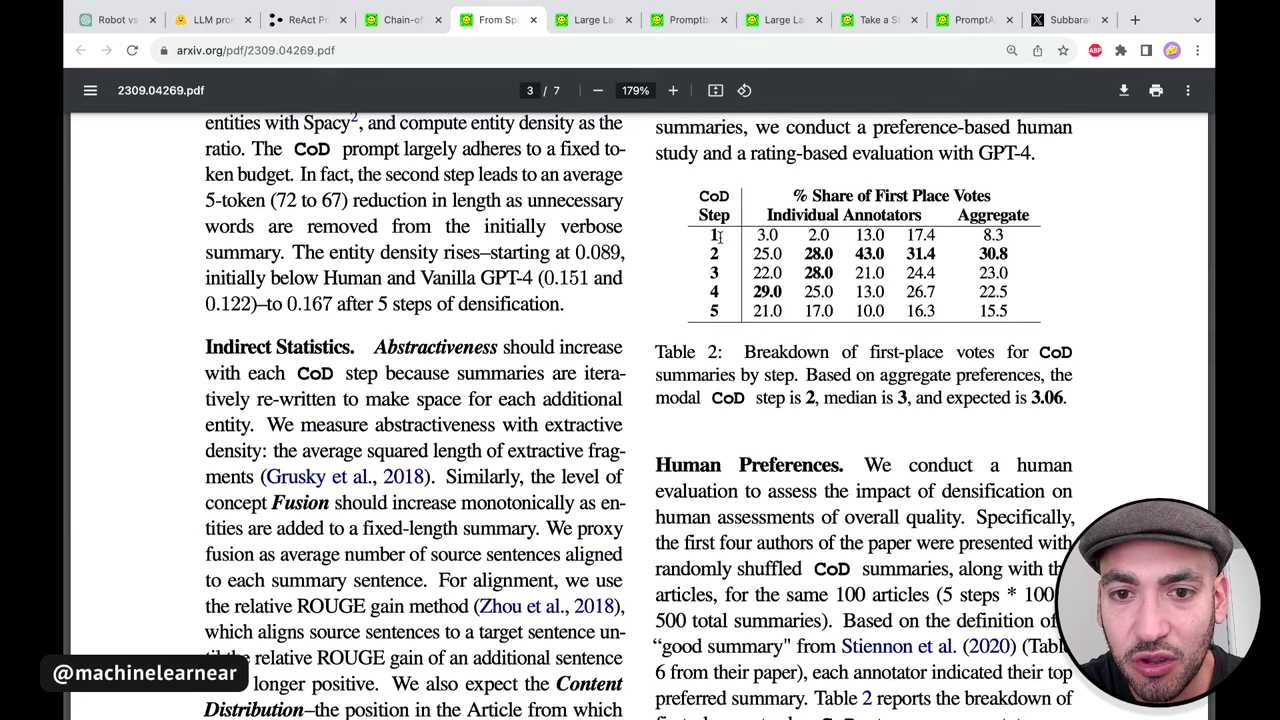 Robot vs
LLM pro
ReAct Pr
Chain-of
From Spa
Large La
Promptb
Large La
Take a S
PromptA
Subbara
arxiv.org/pdf/2309.04269
ABP
2309.04269.pdf
3 / 7
179%
entities with Spacy2, and compute entity density as the
ratio. The CoD prompt largely adheres to a fixed to-
ken budget. In fact, the second step leads to an average
5-token (72 to 67) reduction in length as unnecessary
words are removed from the initially verbose
summary. The entity density rises–starting at 0.089,
initially below Human and Vanilla GPT-4 (0.151 and
0.122)–to 0.167 after 5 steps of densification.
Indirect Statistics. Abstractiveness should increase
with each CoD step because summaries are itera-
tively re-written to make space for each additional
entity. We measure abstractiveness with extractive
density: the average squared length of extractive frag-
ments (Grusky et al., 2018). Similarly, the level of
concept Fusion should increase monotonically as en-
tities are added to a fixed-length summary. We proxy
fusion as average number of source sentences aligned
to each summary sentence. For alignment, we use
the relative ROUGE gain method (Zhou et al., 2018),
which aligns source sentences to a target sentence un-
relative ROUGE gain of an additional sentence
longer positive. We also expect the Content
Distribution–the position in the Article from which
summaries, we conduct a preference-based human
study and a rating-based evaluation with GPT-4.
CoD % Share of First Place Votes
Step Individual Annotators Aggregate
1 3.0 2.0 13.0 17.4 8.3
2 25.0 28.0 43.0 31.4 30.8
3 22.0 28.0 21.0 24.4 23.0
4 29.0 25.0 13.0 26.7 22.5
5 21.0 17.0 10.0 16.3 15.5
Table 2: Breakdown of first-place votes for CoD
summaries by step. Based on aggregate preferences, the
modal CoD step is 2, median is 3, and expected is 3.06.
Human Preferences. We conduct a human
evaluation to assess the impact of densification on
human assessments of overall quality. Specifically,
the first four authors of the paper were presented with
randomly shuffled CoD summaries, along with th
articles, for the same 100 articles (5 steps * 100
500 total summaries). Based on the definition of
“good summary" from Stiennon et al. (2020) (Tabl
6 from their paper), each annotator indicated their top
preferred summary. Table 2 reports the breakdown of
@machinelearnear